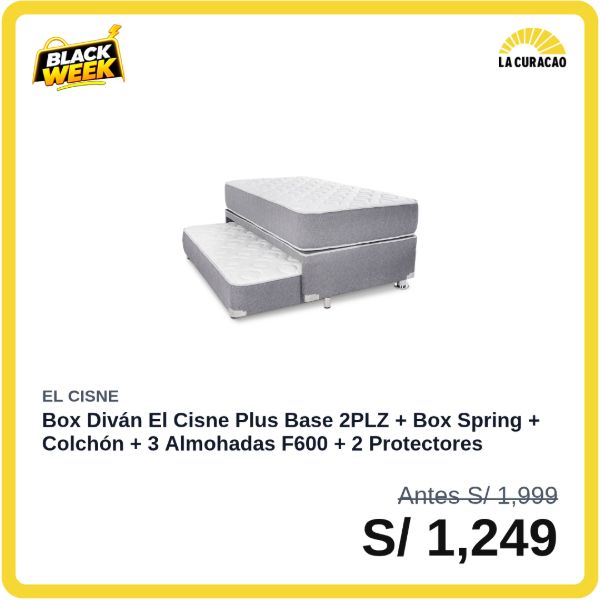 BLACK
WEEK
LA CURACAO
EL CISNE
Box Diván El Cisne Plus Base 2PLZ + Box Spring +
Colchón + 3 Almohadas F600 + 2 Protectores
Antes S/ 1,999
S/ 1,249